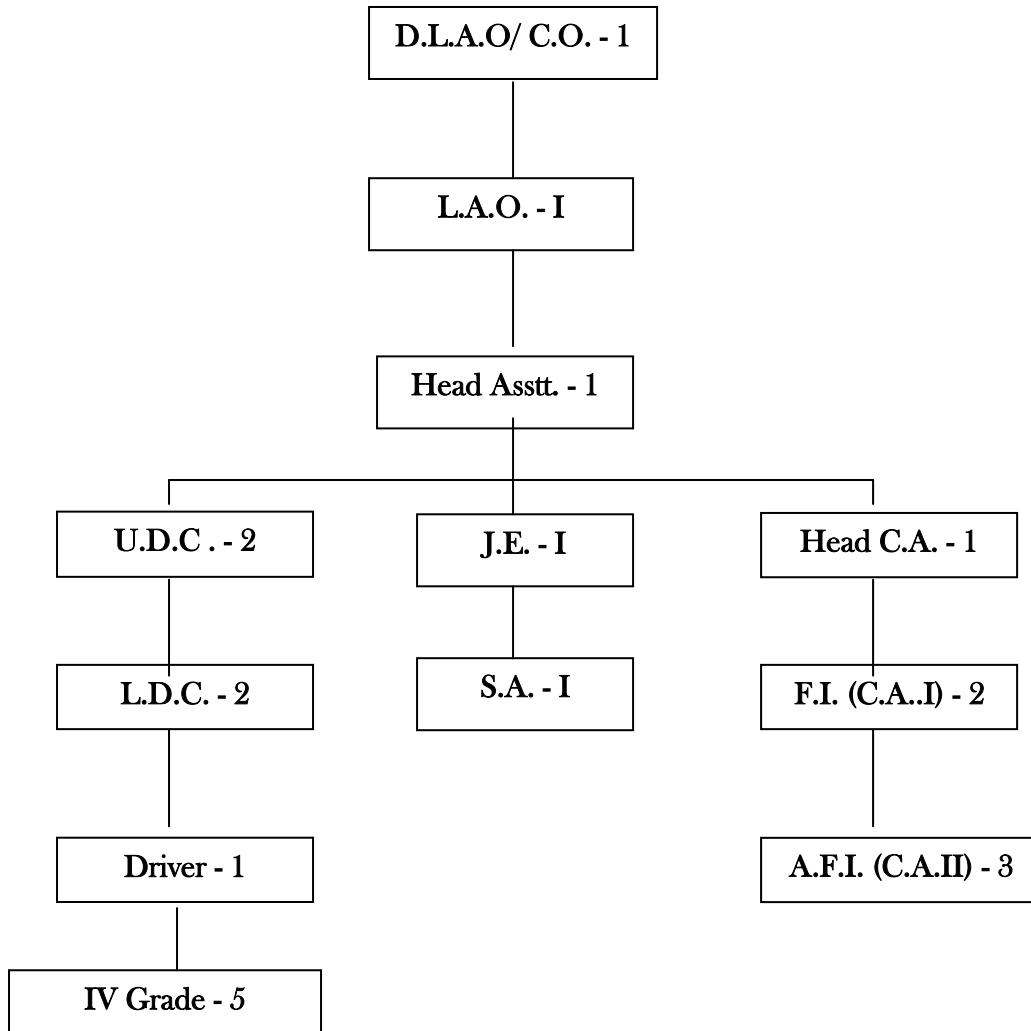 D.L.A.O/ C.O. - 1
L.A.O. - I
Head Asstt. - 1
U.D.C . - 2
J.E. - I
Head C.A. - 1
L.D.C. - 2
S.A. - I
F.I. (C.A..I) - 2
Driver - 1
A.F.I. (C.A.II) - 3
IV Grade - 5